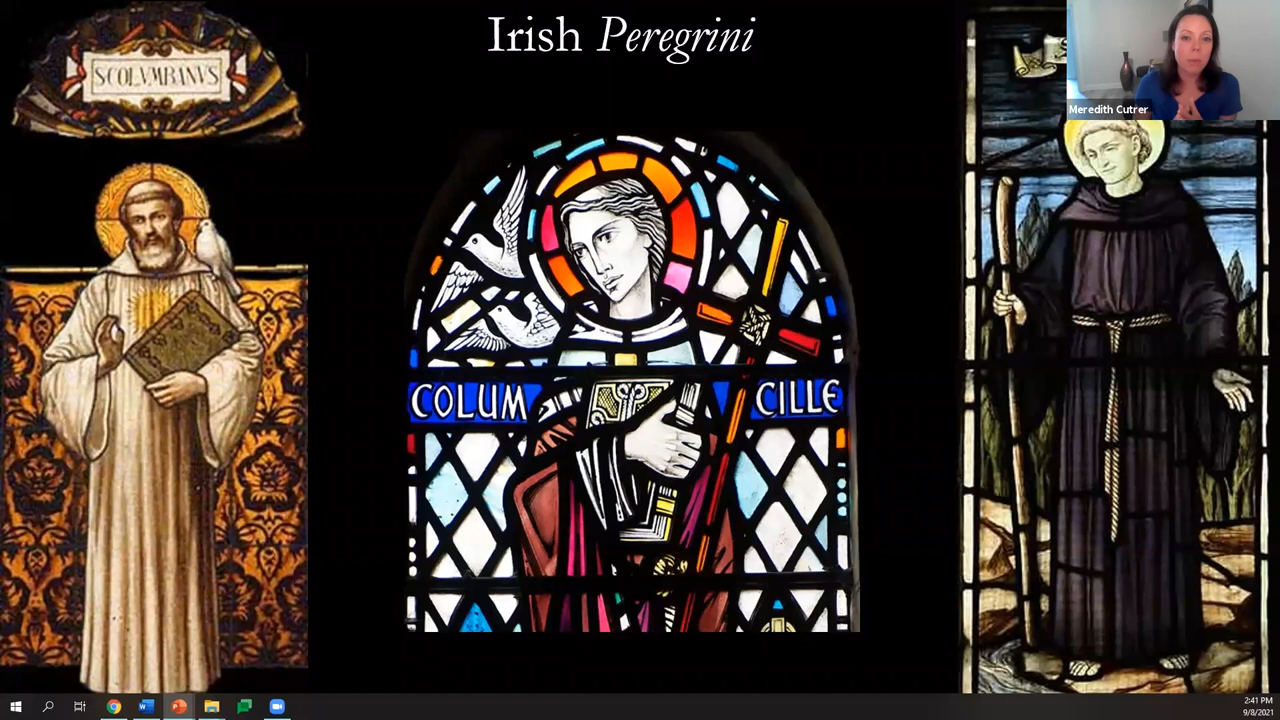 Irish Peregrini
S COLVMBANVS
COLUM CILLE
Meredith Cutrer
2:41 PM
9/8/2021